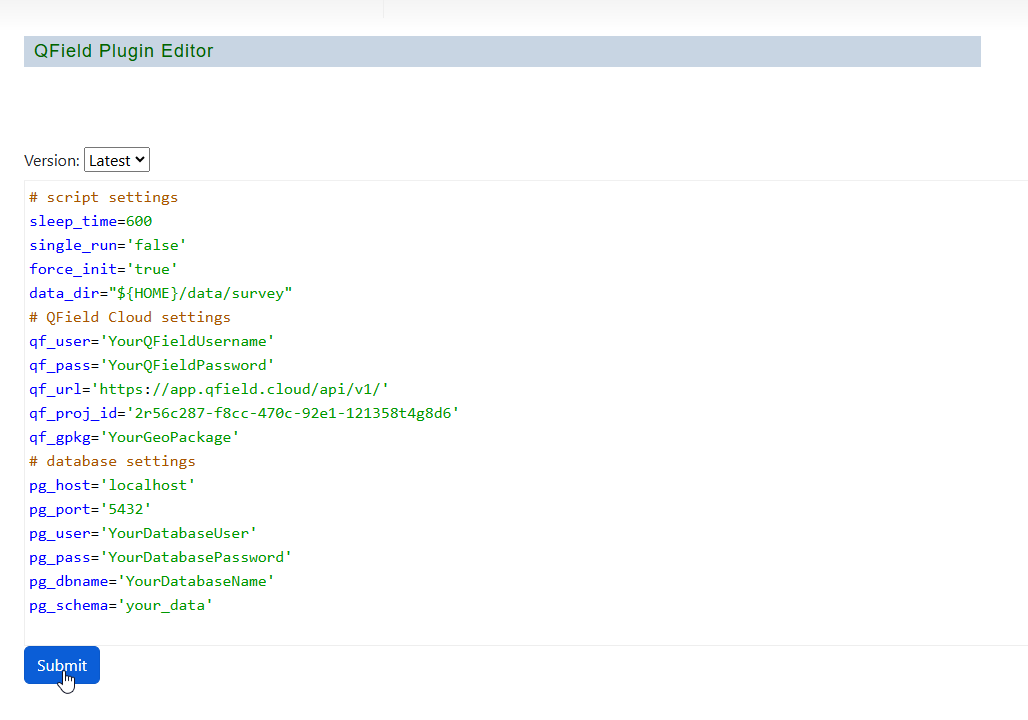 QField Plugin Editor
Version: Latest
# script settings
sleep_time=600
single_run='false'
force_init='true'
data_dir="${HOME}/data/survey"
# QField Cloud settings
qf_user='YourQFieldUsername'
qf_pass='YourQFieldPassword'
qf_url='https://app.qfield.cloud/api/v1/'
qf_proj_id='2r56c287-f8cc-470c-92e1-121358t4g8d6'
qf_gpkg='YourGeoPackage'
# database settings
pg_host='localhost'
pg_port='5432'
pg_user='YourDatabaseUser'
pg_pass='YourDatabasePassword'
pg_dbname='YourDatabaseName'
pg_schema='your_data'
Submit